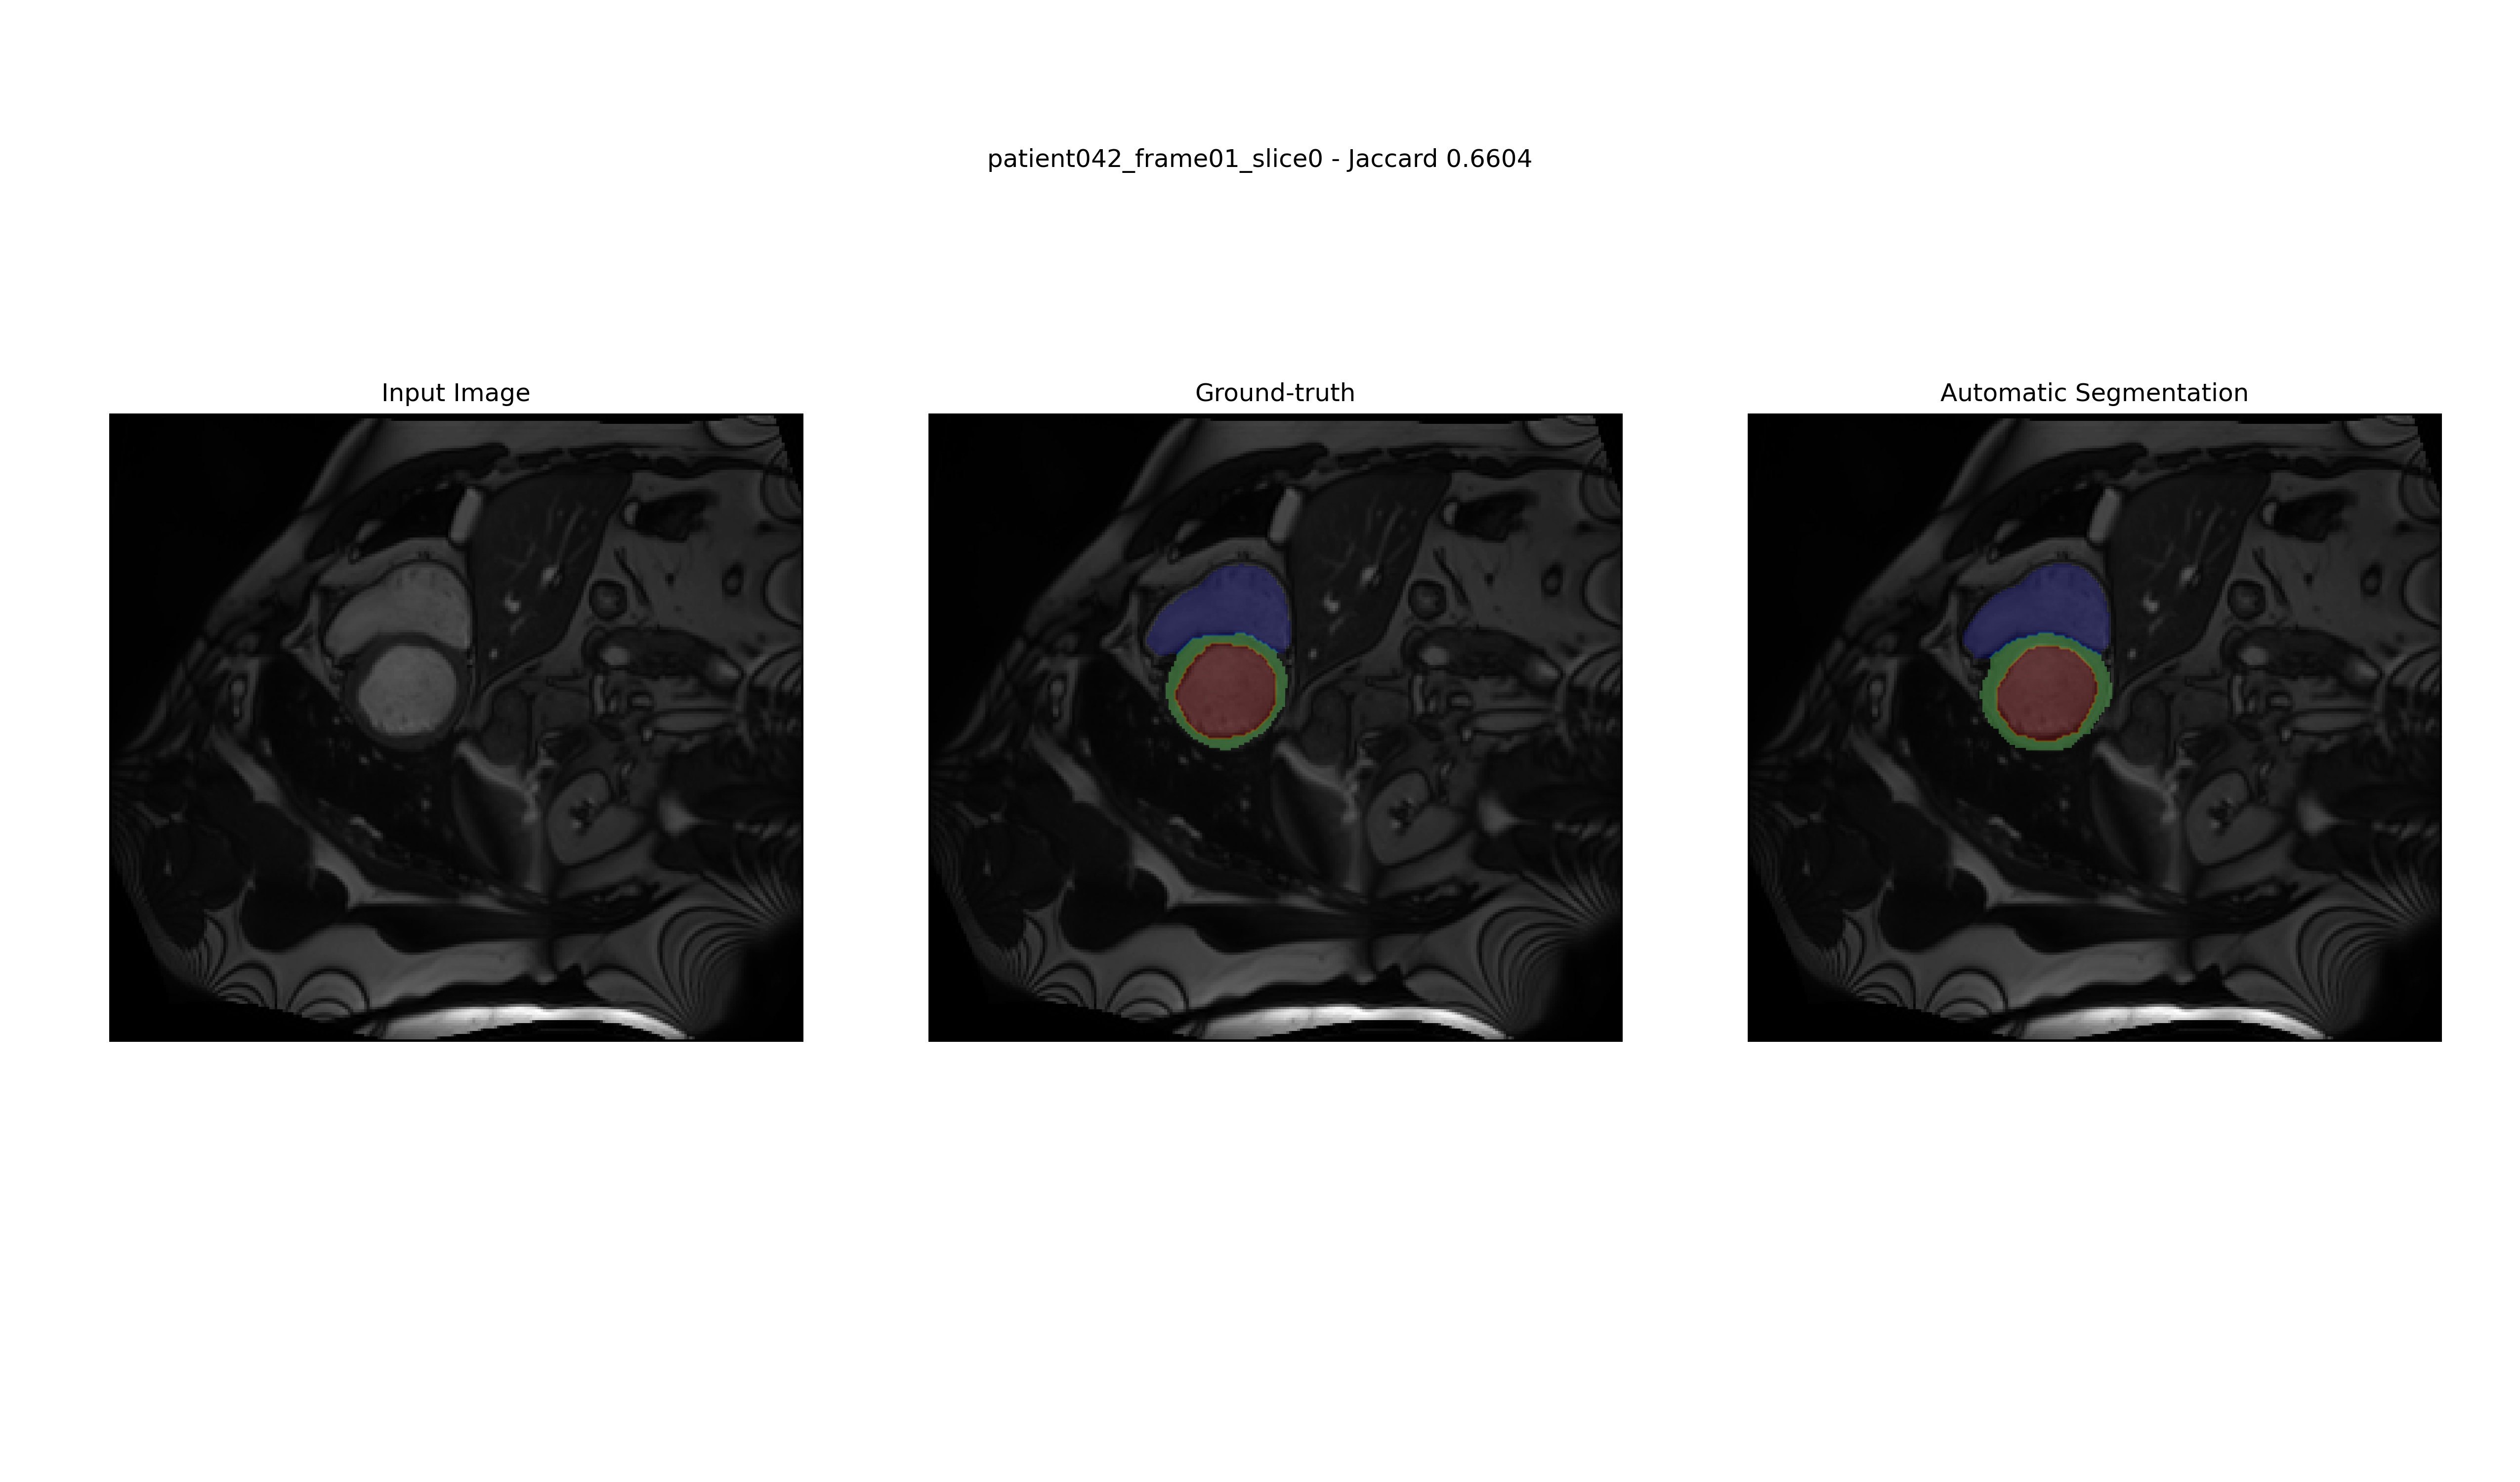 patient042_frame01_slice0 - Jaccard 0.6604
Input Image
Ground-truth
Automatic Segmentation